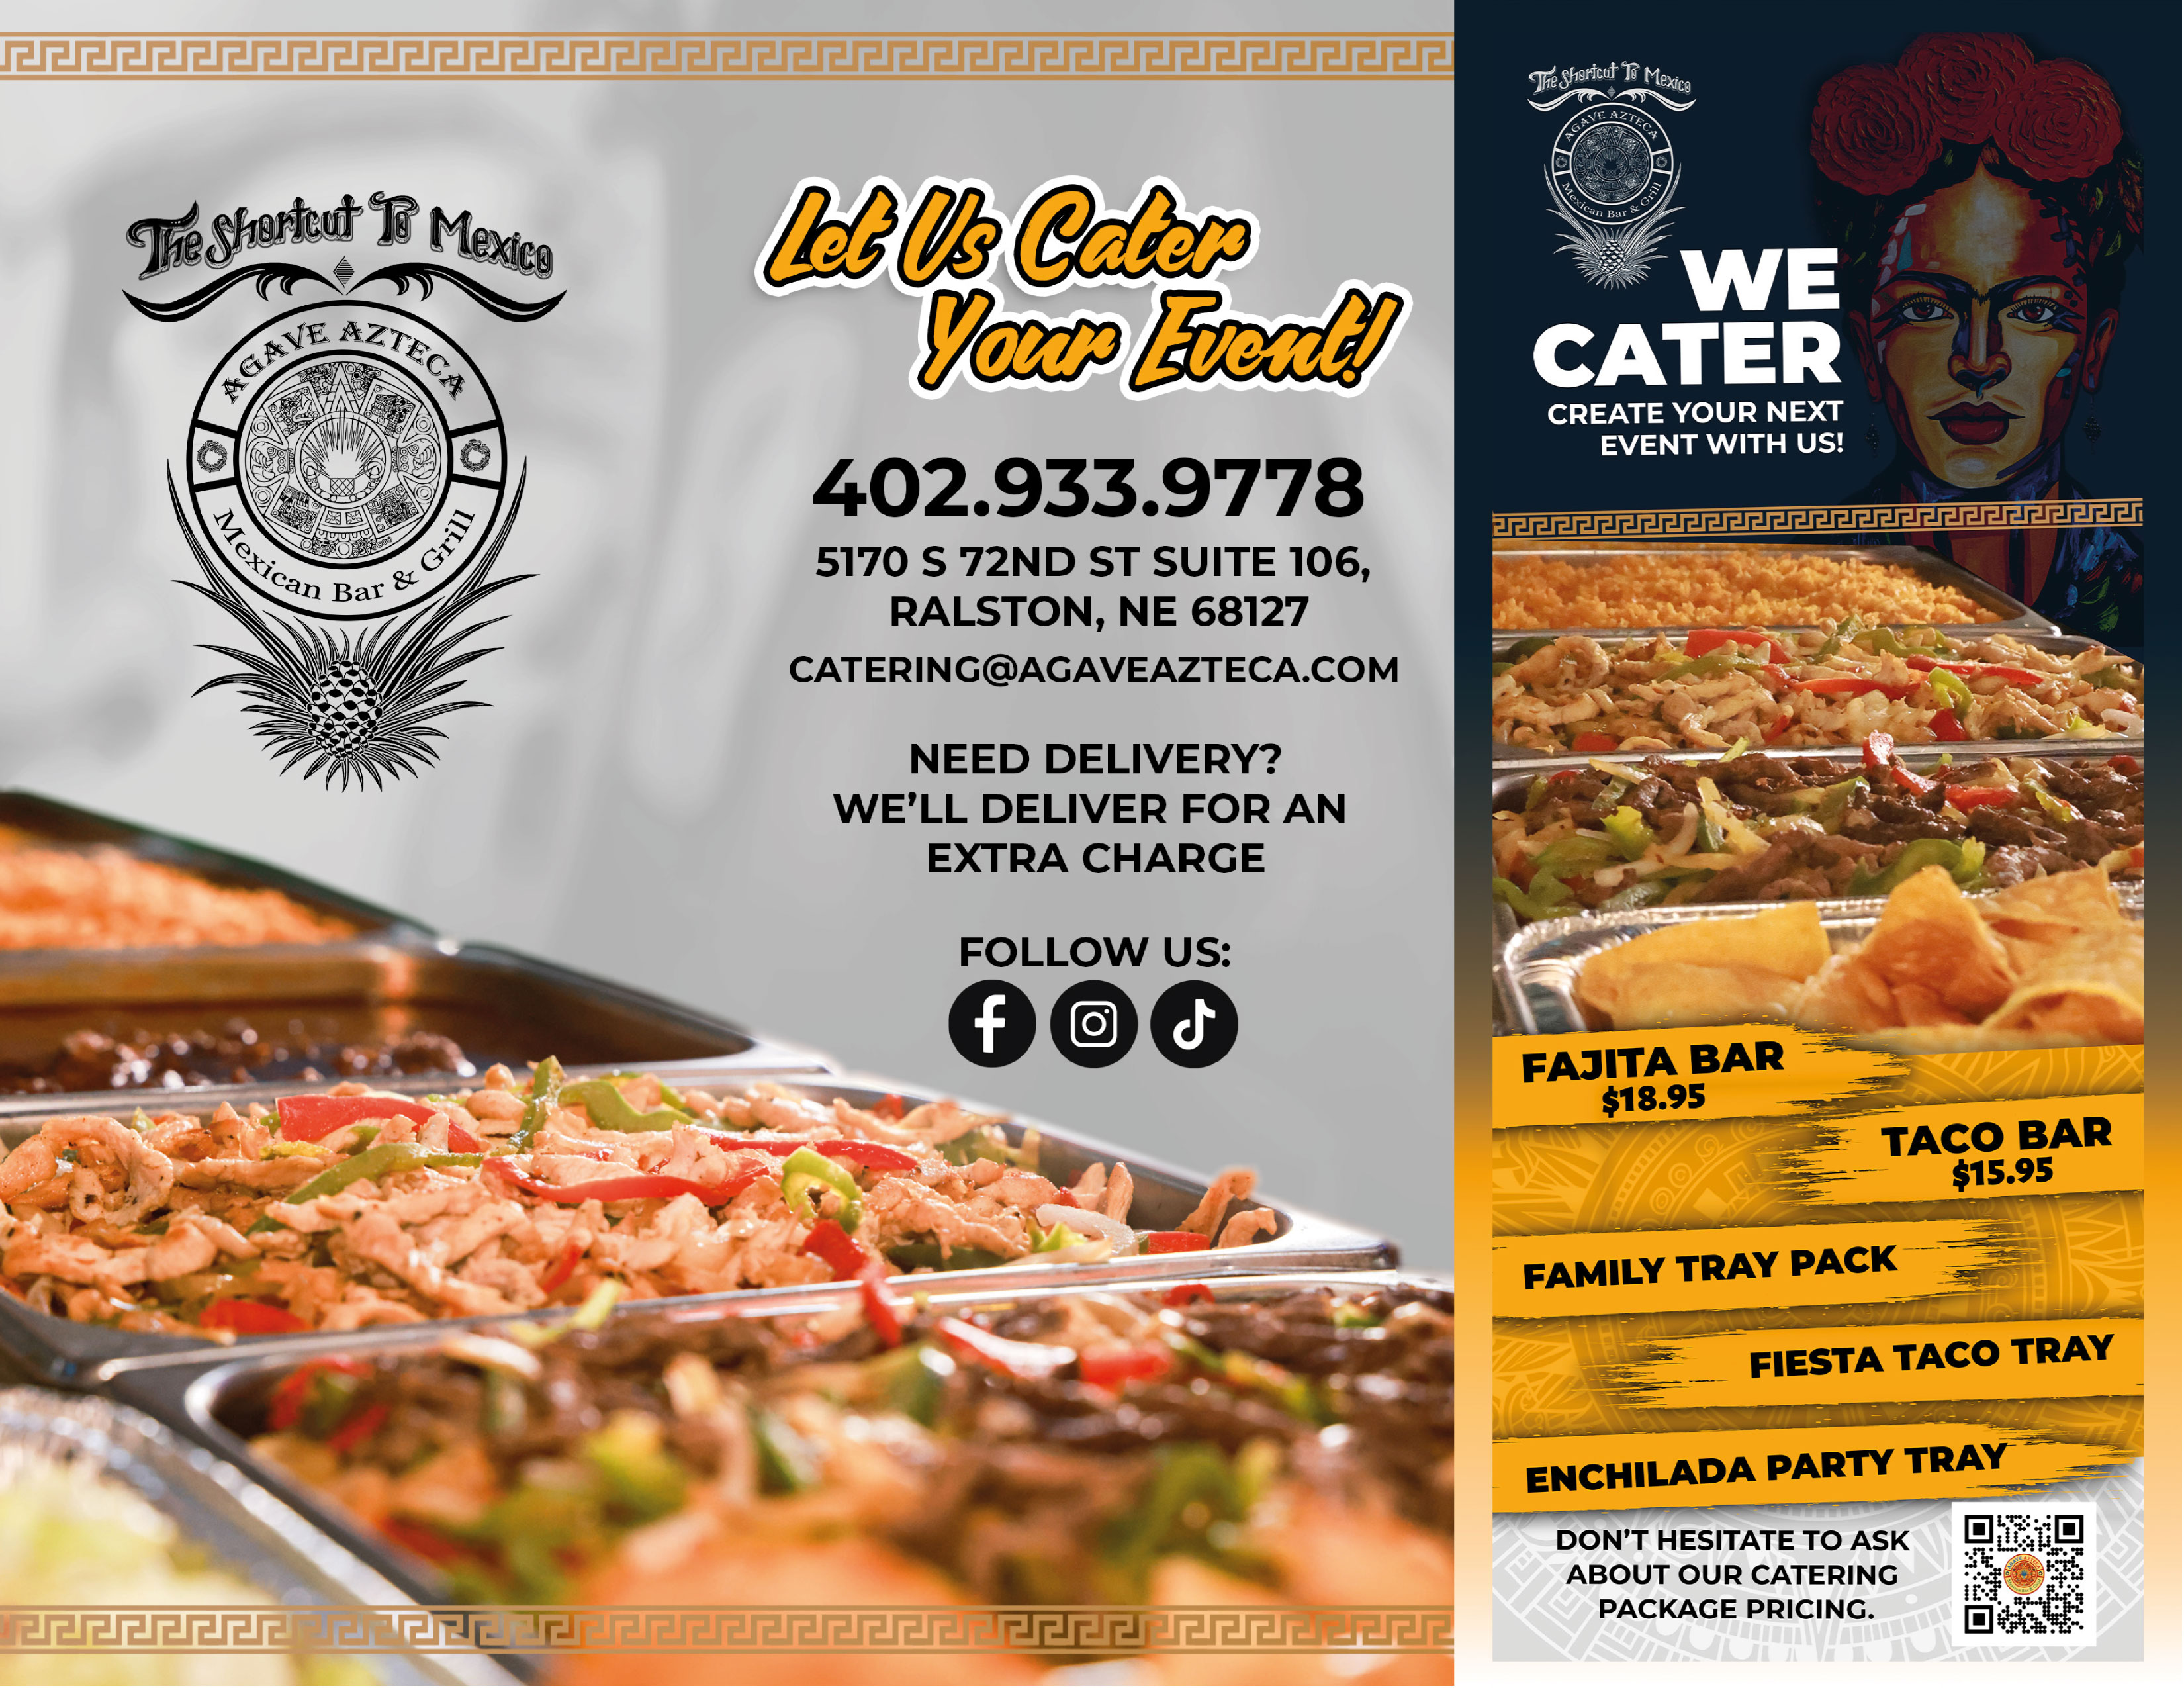 The Shortcut To Mexico
AGAVE AZTECA
Mexican Bar & Grill
Let Us Cater
Your Event!
402.933.9778
5170 S 72ND ST SUITE 106,
RALSTON, NE 68127
CATERING@AGAVEAZTECA.COM
NEED DELIVERY?
WE'LL DELIVER FOR AN
EXTRA CHARGE
FOLLOW US:
The Shortcut To Mexico
AGAVE AZTECA
Mexican Bar & Grill
WE
CATER
CREATE YOUR NEXT
EVENT WITH US!
FAJITA BAR
$18.95
TACO BAR
$15.95
FAMILY TRAY PACK
FIESTA TACO TRAY
ENCHILADA PARTY TRAY
DON'T HESITATE TO ASK
ABOUT OUR CATERING
PACKAGE PRICING.